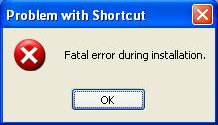 Problem with Shortcut
Fatal error during installation.
OK